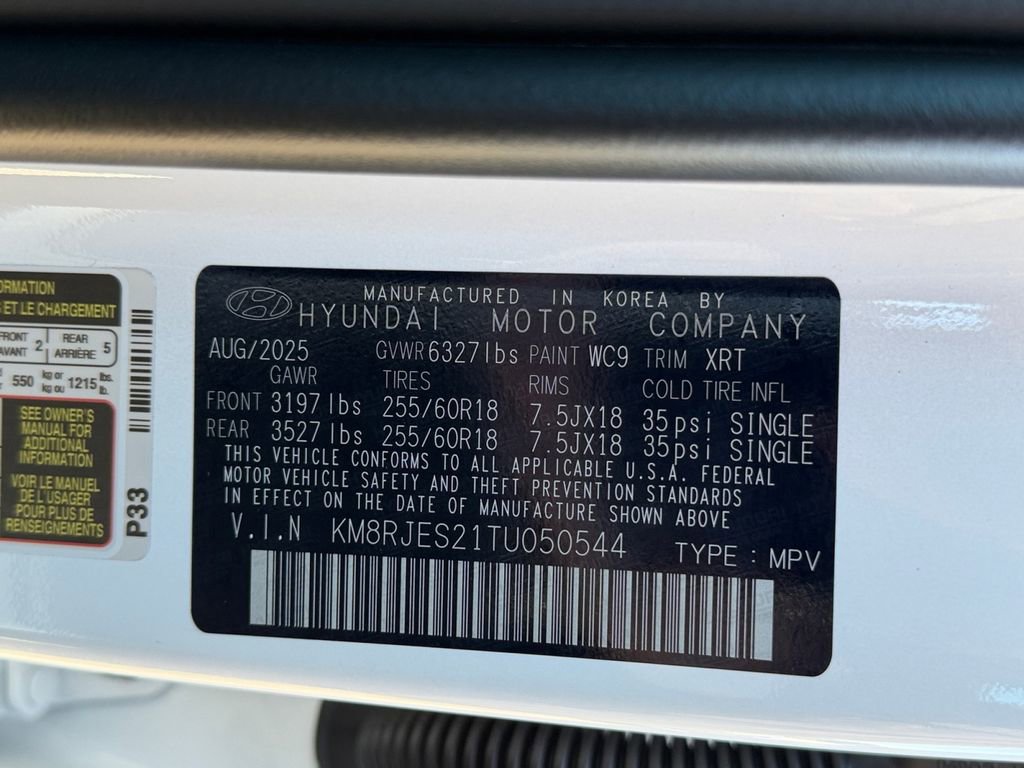 ORMATION
S ET LE CHARGEMENT
FRONT 2 REAR 5
AVANT ARRIÈRE
550 kg or 1215 lbs.
kg ou lb.
SEE OWNER'S
MANUAL FOR
ADDITIONAL
INFORMATION
VOIR LE MANUEL
DE L'USAGER
POUR PLUS DE
RENSEIGNEMENTS
P33
MANUFACTURED IN KOREA BY
HYUNDAI MOTOR COMPANY
AUG/2025 GVWR 6327lbs PAINT WC9 TRIM XRT
GAWR TIRES RIMS COLD TIRE INFL
FRONT 3197lbs 255/60R18 7.5JX18 35psi SINGLE
REAR 3527lbs 255/60R18 7.5JX18 35psi SINGLE
THIS VEHICLE CONFORMS TO ALL APPLICABLE U.S.A. FEDERAL
MOTOR VEHICLE SAFETY AND THEFT PREVENTION STANDARDS
IN EFFECT ON THE DATE OF MANUFACTURE SHOWN ABOVE
V.I.N KM8RJES21TU050544 TYPE : MPV